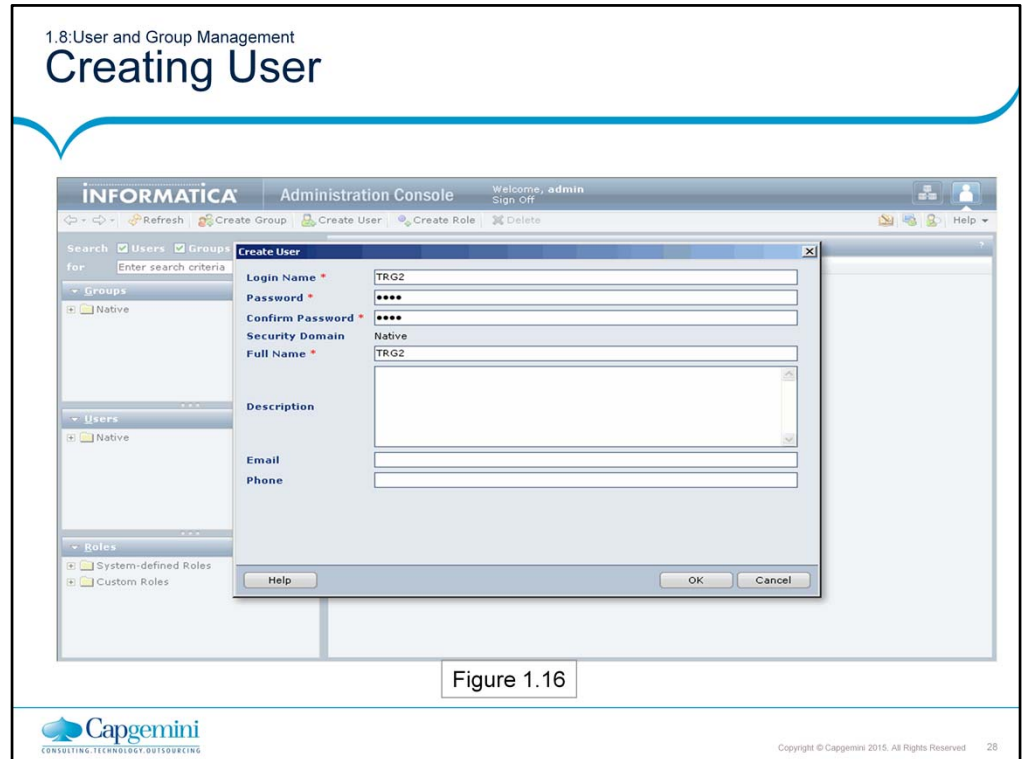 1.8:User and Group Management
Creating User
INFORMATICA Administration Console Welcome, admin
Sign Off
Refresh Create Group Create User Create Role Delete Help
Search Users Groups
for Enter search criteria
Groups
Native
Users
Native
Roles
System-defined Roles
Custom Roles
Create User
Login Name * TRG2
Password * ••••
Confirm Password * ••••
Security Domain Native
Full Name * TRG2
Description
Email
Phone
Help OK Cancel
Figure 1.16
Capgemini
CONSULTING.TECHNOLOGY.OUTSOURCING
Copyright © Capgemini 2015. All Rights Reserved 28